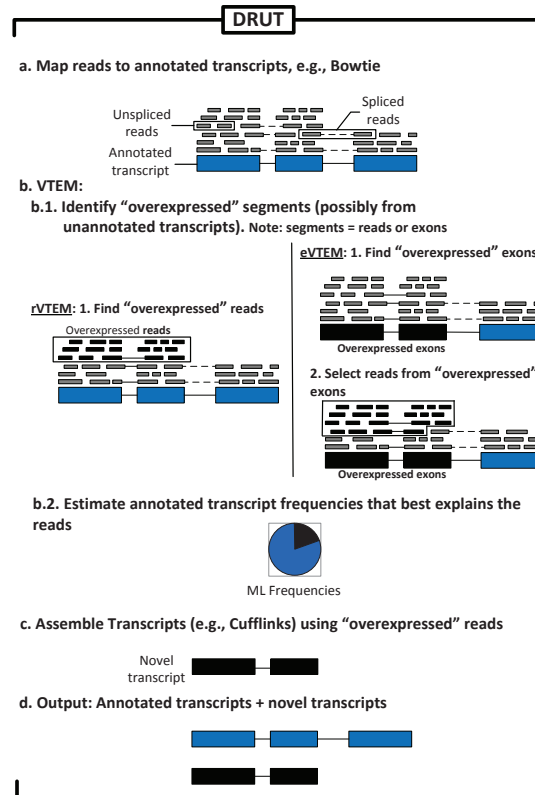 DRUT
a. Map reads to annotated transcripts, e.g., Bowtie
Unspliced
reads
Spliced
reads
Annotated
transcript
b. VTEM:
b.1. Identify “overexpressed” segments (possibly from
unannotated transcripts). Note: segments = reads or exons
rVTEM: 1. Find “overexpressed” reads
Overexpressed reads
eVTEM: 1. Find “overexpressed” exons
Overexpressed exons
2. Select reads from “overexpressed”
exons
Overexpressed exons
b.2. Estimate annotated transcript frequencies that best explains the
reads
ML Frequencies
c. Assemble Transcripts (e.g., Cufflinks) using “overexpressed” reads
Novel
transcript
d. Output: Annotated transcripts + novel transcripts